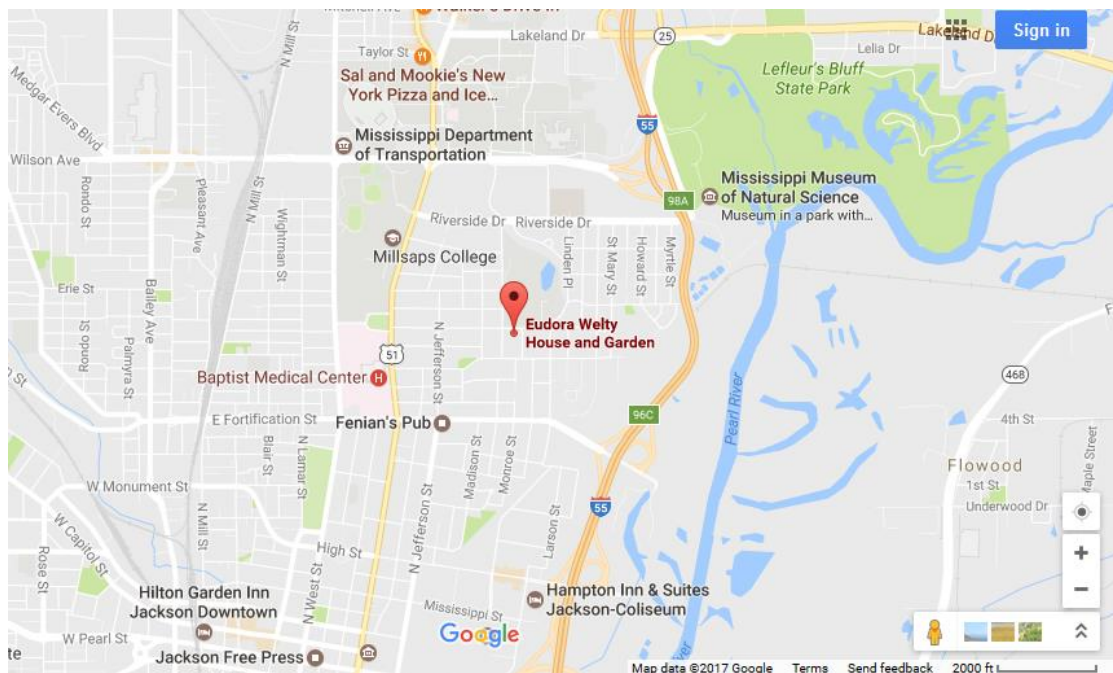 Mitchell Ave
Walker's Drive-In
Lakeland Dr
25
Lakeland D
Sign in
Lelia Dr
Taylor St
N Mill St
Medgar Evers Blvd
Sal and Mookie's New
York Pizza and Ice...
Lefleur's Bluff
State Park
55
Mississippi Department
of Transportation
Wilson Ave
Rondo St
Pleasant Ave
N Mill St
Wightman St
98A
Mississippi Museum
of Natural Science
Museum in a park with...
Riverside Dr
Riverside Dr
Millsaps College
Linden Pl
St Mary St
Howard St
Myrtle St
Erie St
Bailey Ave
Eudora Welty
House and Garden
Rosedo St
Palmyra St
51
N Jefferson St
Baptist Medical Center
H
468
E Fortification St
Fenian's Pub
96C
Pearl River
4th St
Blair St
N Lamar St
Madison St
Monroe St
Flowood
Maple Street
1st St
Underwood Dr
W Monument St
W Capitol St
N Mill St
N Jefferson St
55
Larson St
High St
Rose St
N West St
Hilton Garden Inn
Jackson Downtown
Hampton Inn & Suites
Jackson-Coliseum
Mississippi St
W Pearl St
Google
Jackson Free Press
River
Map data ©2017 Google Terms Send feedback 2000 ft